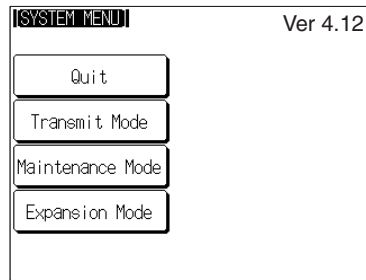 [SYSTEM MENU]
Ver 4.12
Quit
Transmit Mode
Maintenance Mode
Expansion Mode